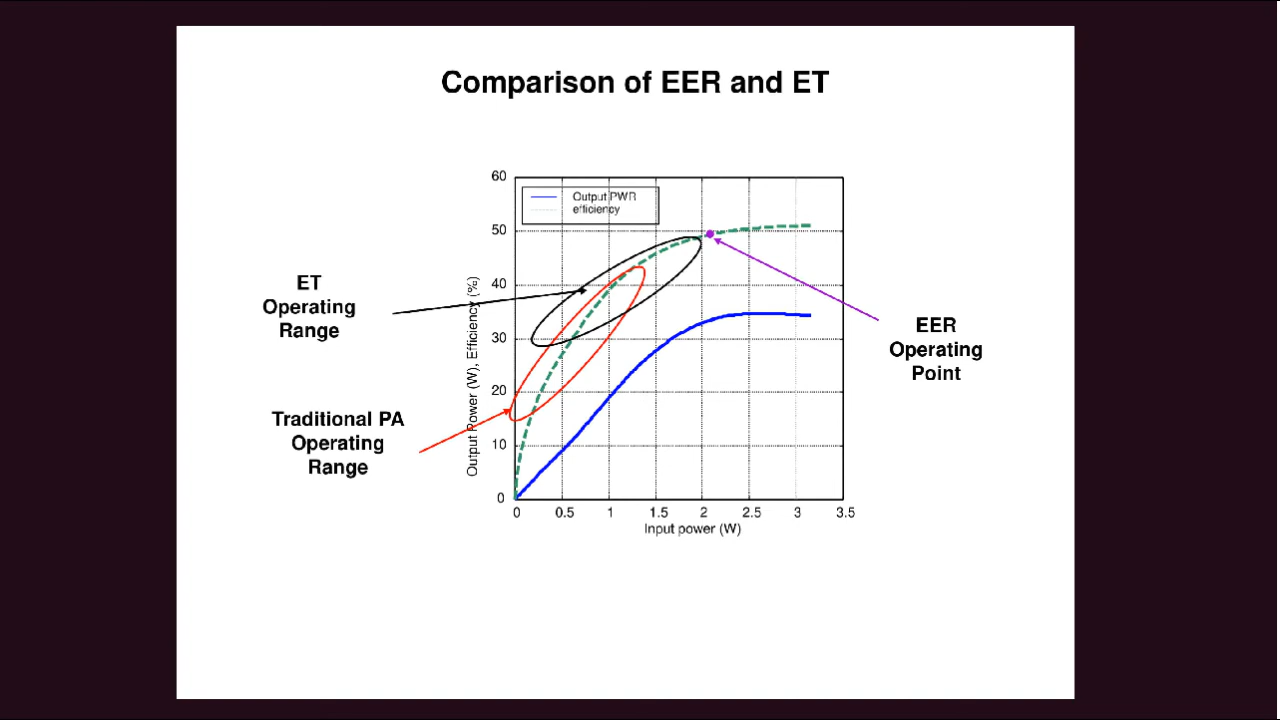 Comparison of EER and ET
60
50
40
30
20
10
0
Output PWR
efficiency
Output Power (W), Efficiency (%)
0 0.5 1 1.5 2 2.5 3 3.5
Input power (W)
ET
Operating
Range
Traditional PA
Operating
Range
EER
Operating
Point